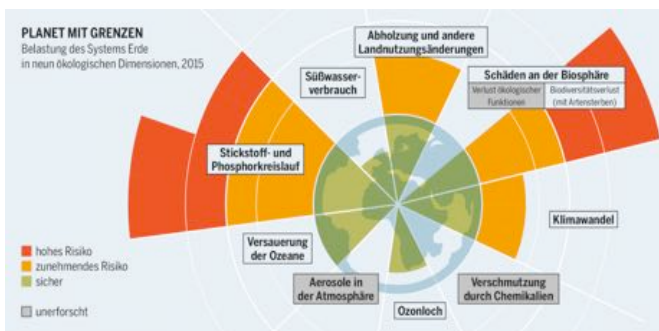 PLANET MIT GRENZEN
Belastung des Systems Erde
in neun ökologischen Dimensionen, 2015
Abholzung und andere
Landnutzungsänderungen
Süßwasser-
verbrauch
Schäden an der Biosphäre
Verlust ökologischer
Funktionen
Biodiversitätsverlust
(mit Artensterben)
Stickstoff- und
Phosphorkreislauf
Klimawandel
Versauerung
der Ozeane
hohes Risiko
zunehmendes Risiko
sicher
unerforscht
Aerosole in
der Atmosphäre
Ozonloch
Verschmutzung
durch Chemikalien